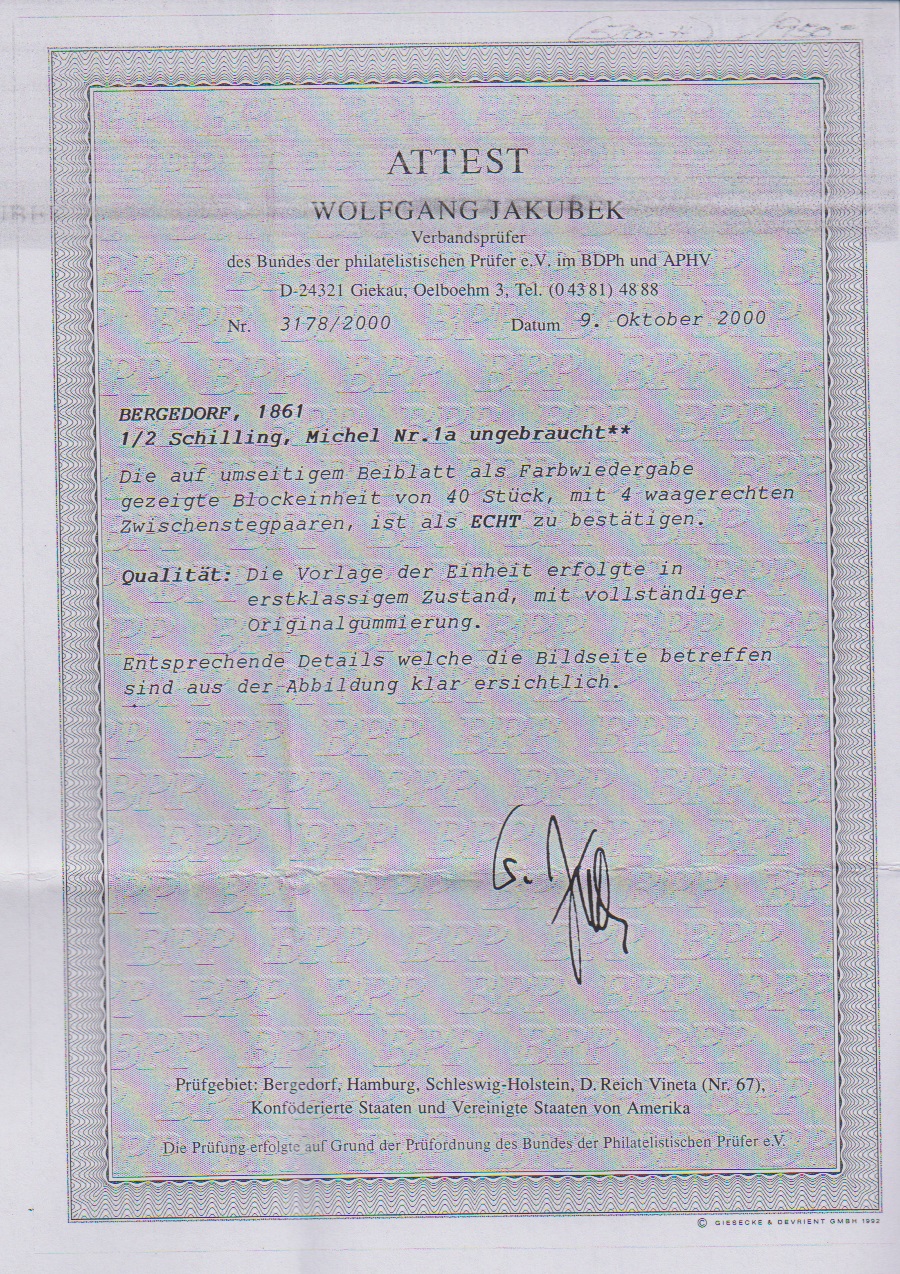 ATTEST
WOLFGANG JAKUBEK
Verbandsprüfer
des Bundes der philatelistischen Prüfer e.V. im BDPh und APHV
D-24321 Giekau, Oelboehm 3, Tel. (0 43 81) 48 88
Nr. 3178/2000 Datum 9. Oktober 2000
BERGEDORF, 1861
1/2 Schilling, Michel Nr.1a ungebraucht**
Die auf umseitigem Beiblatt als Farbwiedergabe
gezeigte Blockeinheit von 40 Stück, mit 4 waagerechten
Zwischenstegpaaren, ist als ECHT zu bestätigen.
Qualität: Die Vorlage der Einheit erfolgte in
erstklassigem Zustand, mit vollständiger
Originalgummierung.
Entsprechende Details welche die Bildseite betreffen
sind aus der Abbildung klar ersichtlich.
Prüfgebiet: Bergedorf, Hamburg, Schleswig-Holstein, D. Reich Vineta (Nr. 67),
Konföderierte Staaten und Vereinigte Staaten von Amerika
Die Prüfung erfolgte auf Grund der Prüfordnung des Bundes der Philatelistischen Prüfer e.V.
© GIESECKE & DEVRIENT GMBH 1992